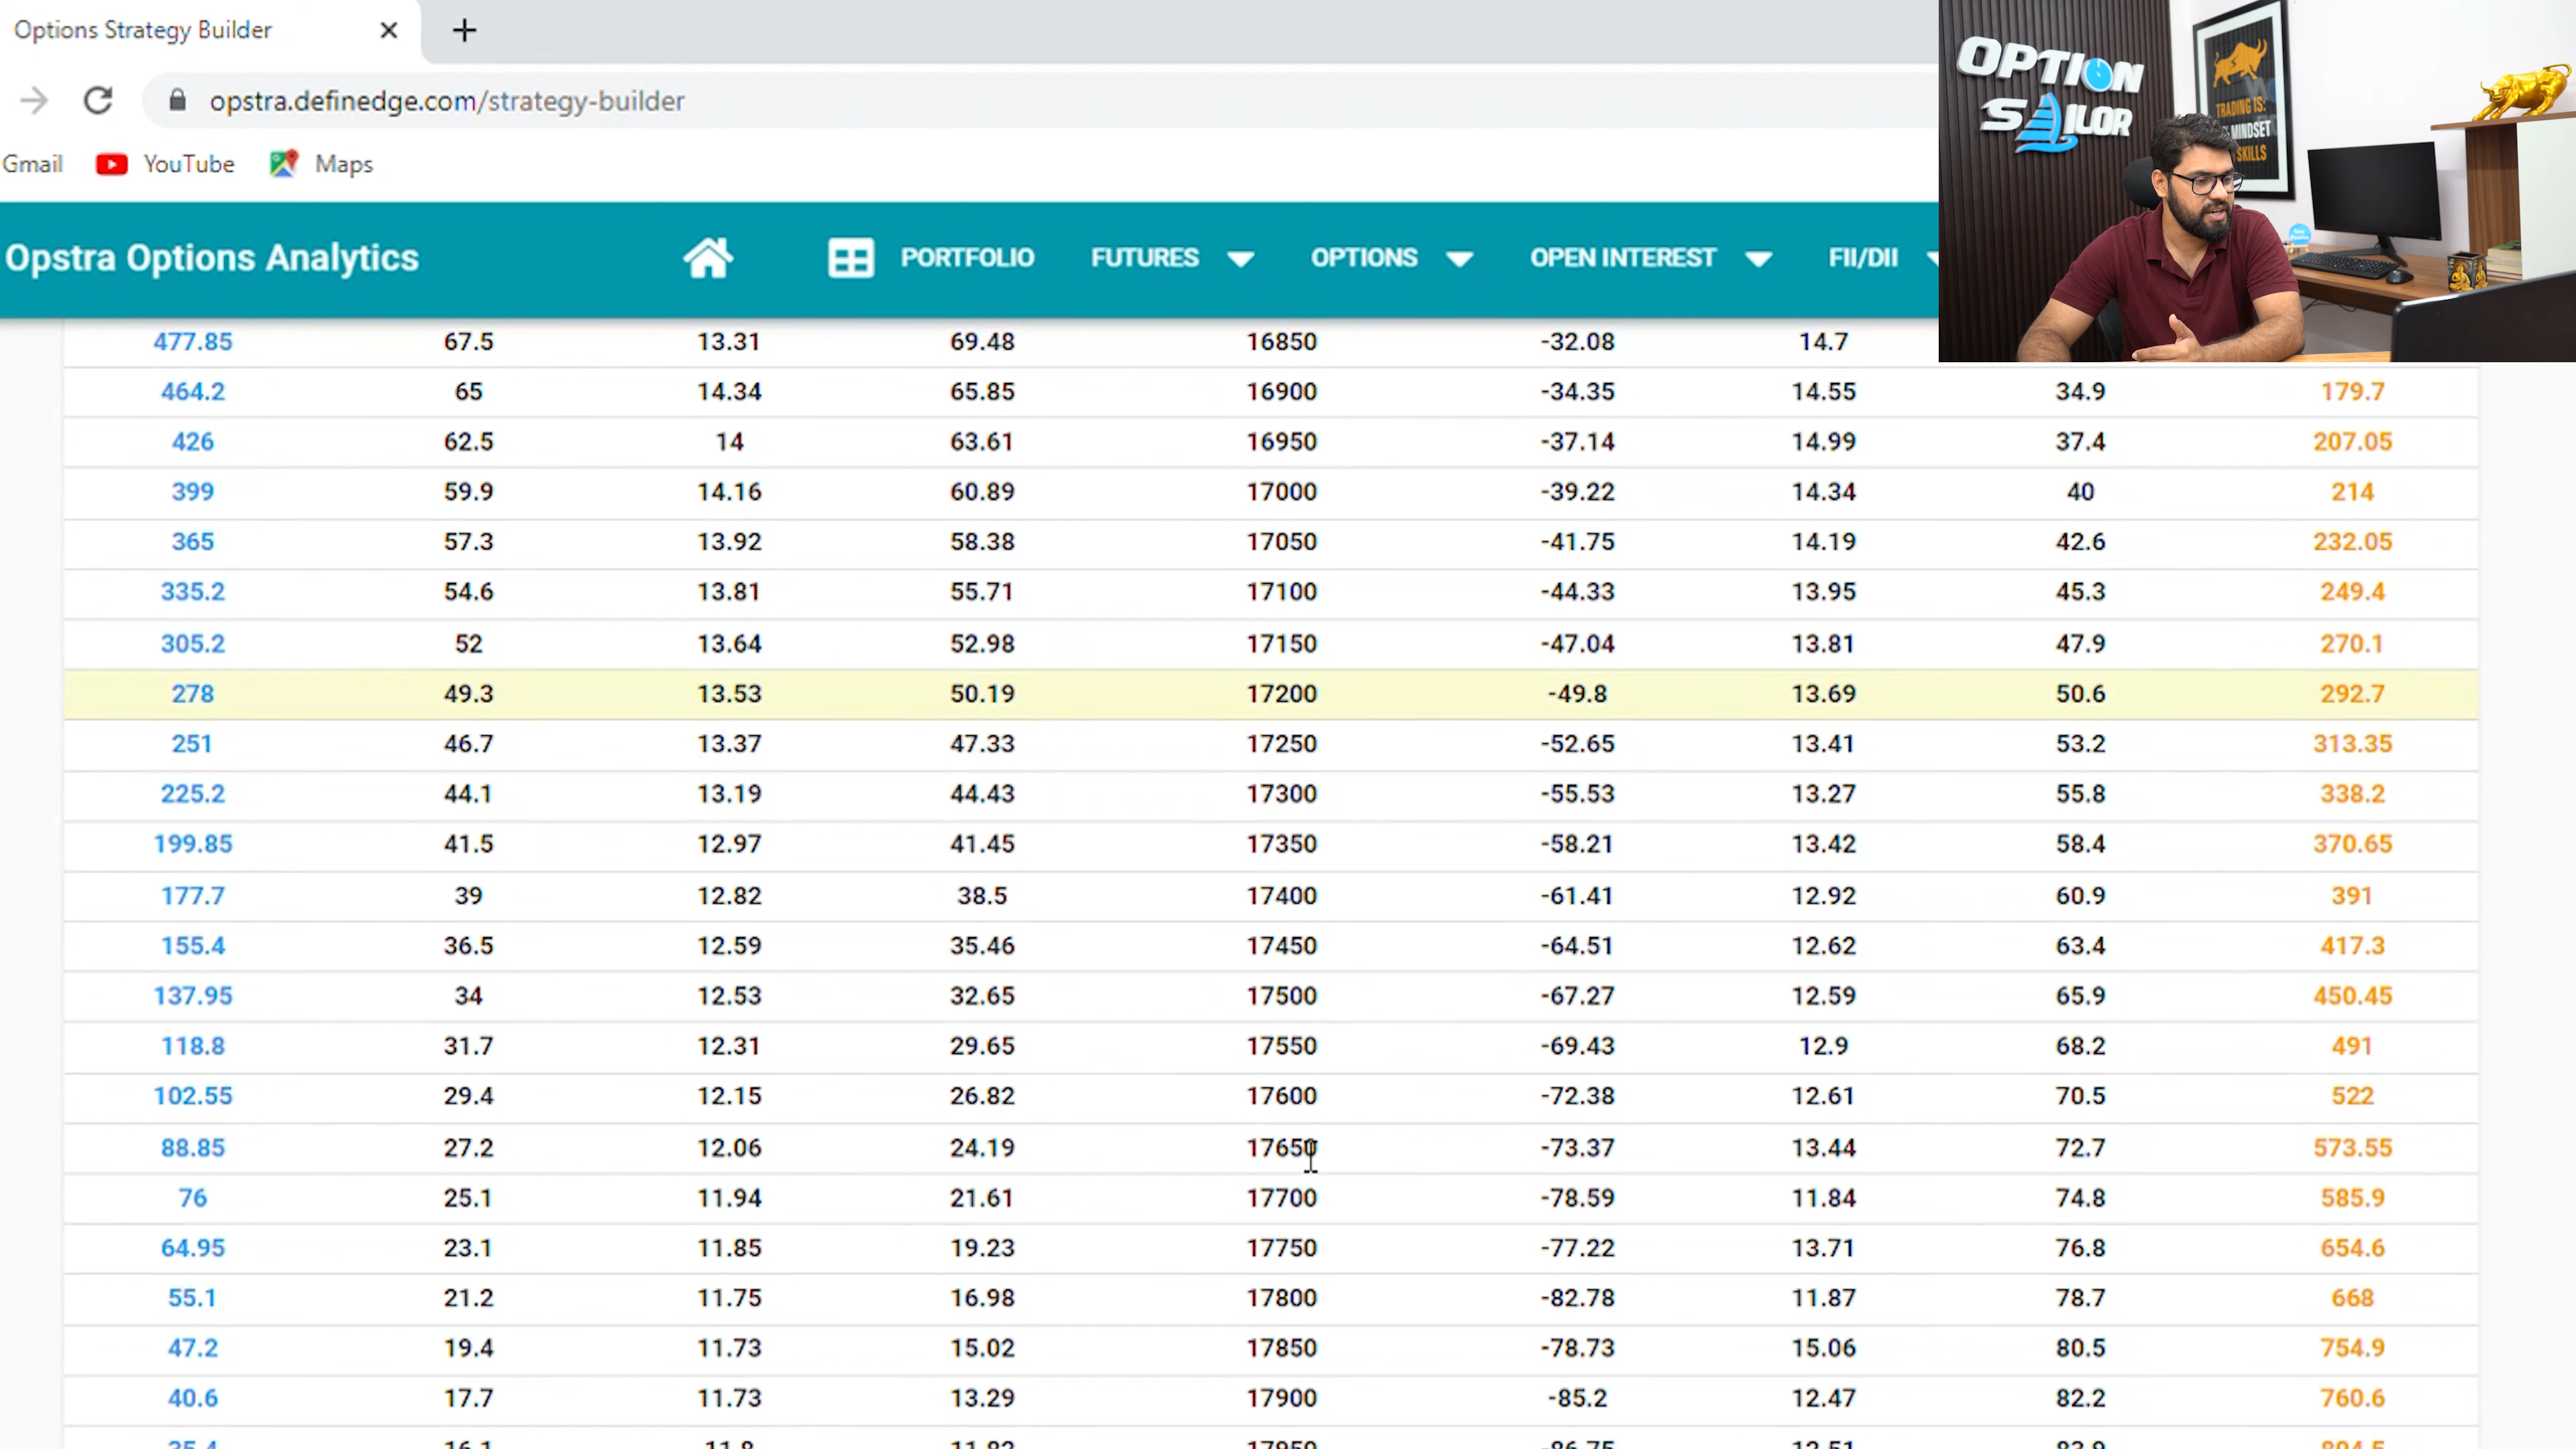 Options Strategy Builder
opstra.definedge.com/strategy-builder
Gmail YouTube Maps
OPTION
SAILOR
TRADING IS:
MINDSET
SKILLS
Opstra Options Analytics PORTFOLIO FUTURES OPTIONS OPEN INTEREST FII/DII
477.85 67.5 13.31 69.48 16850 -32.08 14.7
464.2 65 14.34 65.85 16900 -34.35 14.55 34.9 179.7
426 62.5 14 63.61 16950 -37.14 14.99 37.4 207.05
399 59.9 14.16 60.89 17000 -39.22 14.34 40 214
365 57.3 13.92 58.38 17050 -41.75 14.19 42.6 232.05
335.2 54.6 13.81 55.71 17100 -44.33 13.95 45.3 249.4
305.2 52 13.64 52.98 17150 -47.04 13.81 47.9 270.1
278 49.3 13.53 50.19 17200 -49.8 13.69 50.6 292.7
251 46.7 13.37 47.33 17250 -52.65 13.41 53.2 313.35
225.2 44.1 13.19 44.43 17300 -55.53 13.27 55.8 338.2
199.85 41.5 12.97 41.45 17350 -58.21 13.42 58.4 370.65
177.7 39 12.82 38.5 17400 -61.41 12.92 60.9 391
155.4 36.5 12.59 35.46 17450 -64.51 12.62 63.4 417.3
137.95 34 12.53 32.65 17500 -67.27 12.59 65.9 450.45
118.8 31.7 12.31 29.65 17550 -69.43 12.9 68.2 491
102.55 29.4 12.15 26.82 17600 -72.38 12.61 70.5 522
88.85 27.2 12.06 24.19 17650 -73.37 13.44 72.7 573.55
76 25.1 11.94 21.61 17700 -78.59 11.84 74.8 585.9
64.95 23.1 11.85 19.23 17750 -77.22 13.71 76.8 654.6
55.1 21.2 11.75 16.98 17800 -82.78 11.87 78.7 668
47.2 19.4 11.73 15.02 17850 -78.73 15.06 80.5 754.9
40.6 17.7 11.73 13.29 17900 -85.2 12.47 82.2 760.6